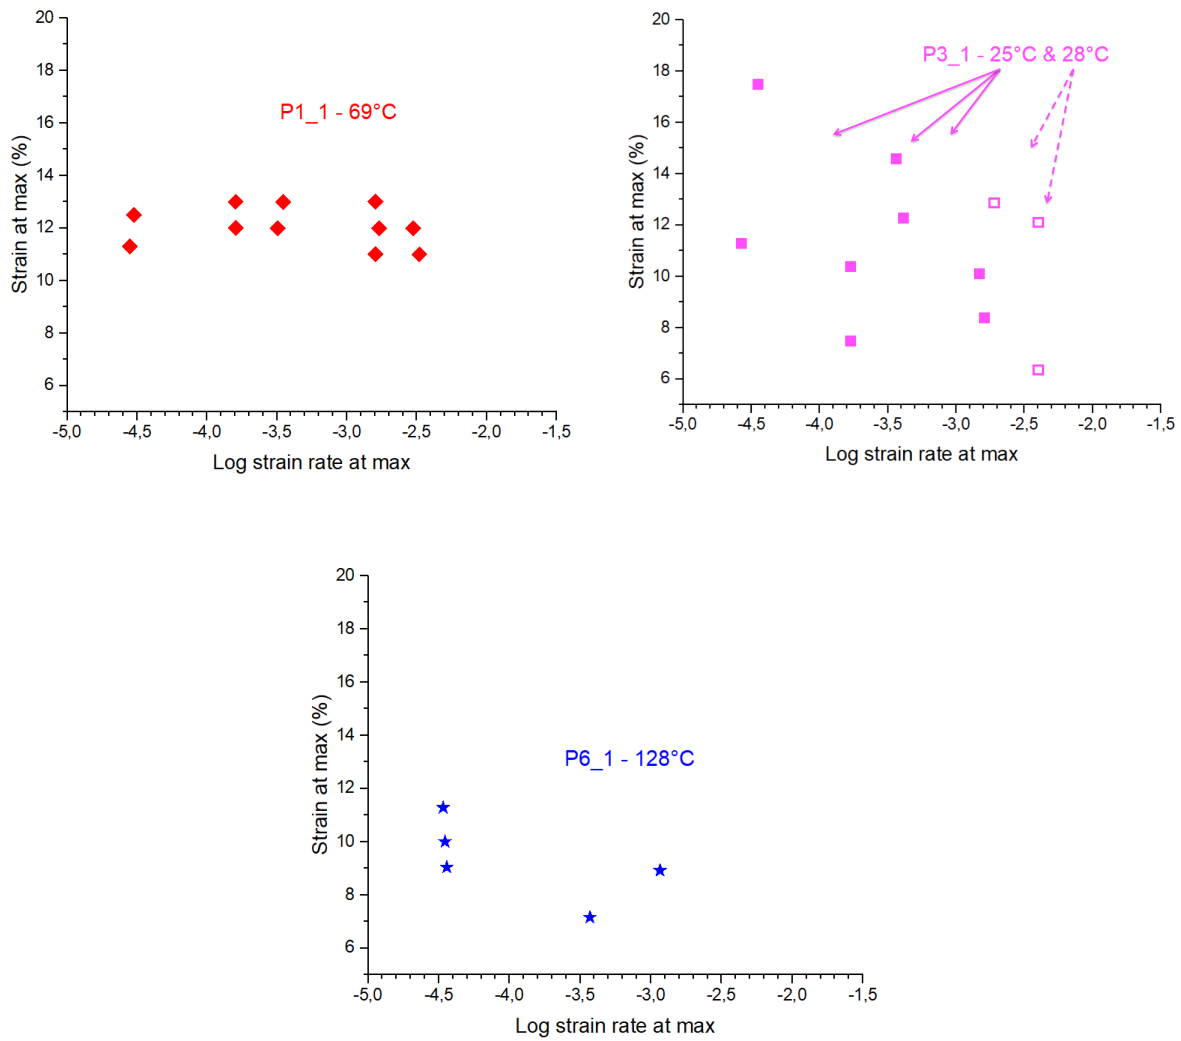 20
18
16
14
12
10
8
6
Strain at max (%)
P1_1 - 69°C
-5,0 -4,5 -4,0 -3,5 -3,0 -2,5 -2,0 -1,5
Log strain rate at max
20
18
16
14
12
10
8
6
Strain at max (%)
P3_1 - 25°C & 28°C
-5,0 -4,5 -4,0 -3,5 -3,0 -2,5 -2,0 -1,5
Log strain rate at max
20
18
16
14
12
10
8
6
Strain at max (%)
P6_1 - 128°C
-5,0 -4,5 -4,0 -3,5 -3,0 -2,5 -2,0 -1,5
Log strain rate at max